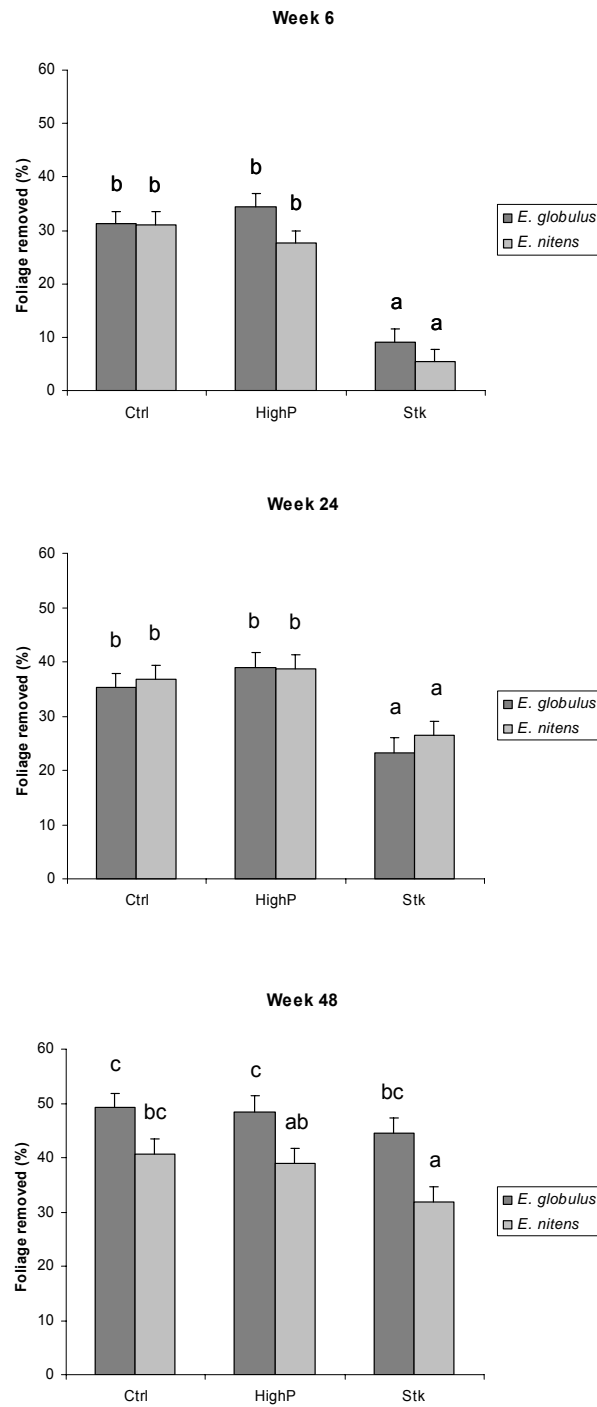 Week 6
60
50
40
30
20
10
0
Foliage removed (%)
b b b b a a
Ctrl HighP Stk
E. globulus
E. nitens
Week 24
60
50
40
30
20
10
0
Foliage removed (%)
b b b b a a
Ctrl HighP Stk
E. globulus
E. nitens
Week 48
60
50
40
30
20
10
0
Foliage removed (%)
c bc c ab bc a
Ctrl HighP Stk
E. globulus
E. nitens